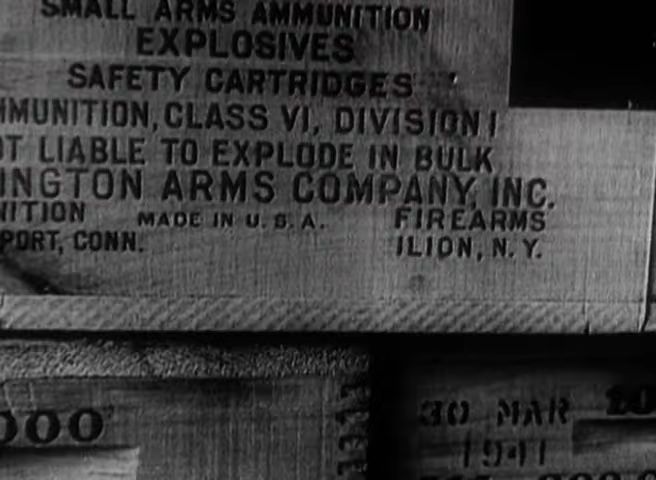 SMALL ARMS AMMUNITION
EXPLOSIVES
SAFETY CARTRIDGES
MMUNITION, CLASS VI, DIVISION I
OT LIABLE TO EXPLODE IN BULK
INGTON ARMS COMPANY, INC.
NITION MADE IN U.S.A. FIREARMS
PORT, CONN. ILION, N.Y.
000
30 MAR
1941